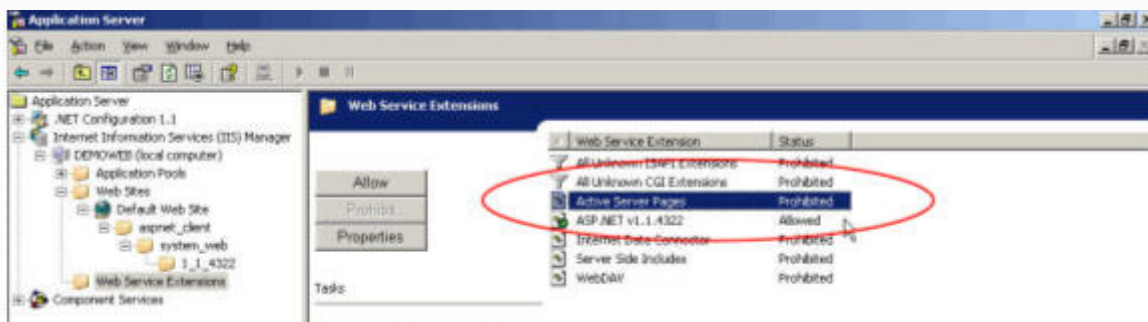 Application Server
File Action View Window Help
Application Server
.NET Configuration 1.1
Internet Information Services (IIS) Manager
DEMOWEB (local computer)
Application Pools
Web Sites
Default Web Site
aspnet_client
system_web
1_1_4322
Web Service Extensions
Component Services
Web Service Extensions
Allow
Prohibit
Properties
Tasks
Web Service Extension Status
All Unknown ISAPI Extensions Prohibited
All Unknown CGI Extensions Prohibited
Active Server Pages Prohibited
ASP.NET v1.1.4322 Allowed
Internet Data Connector Prohibited
Server Side Includes Prohibited
WebDAV Prohibited